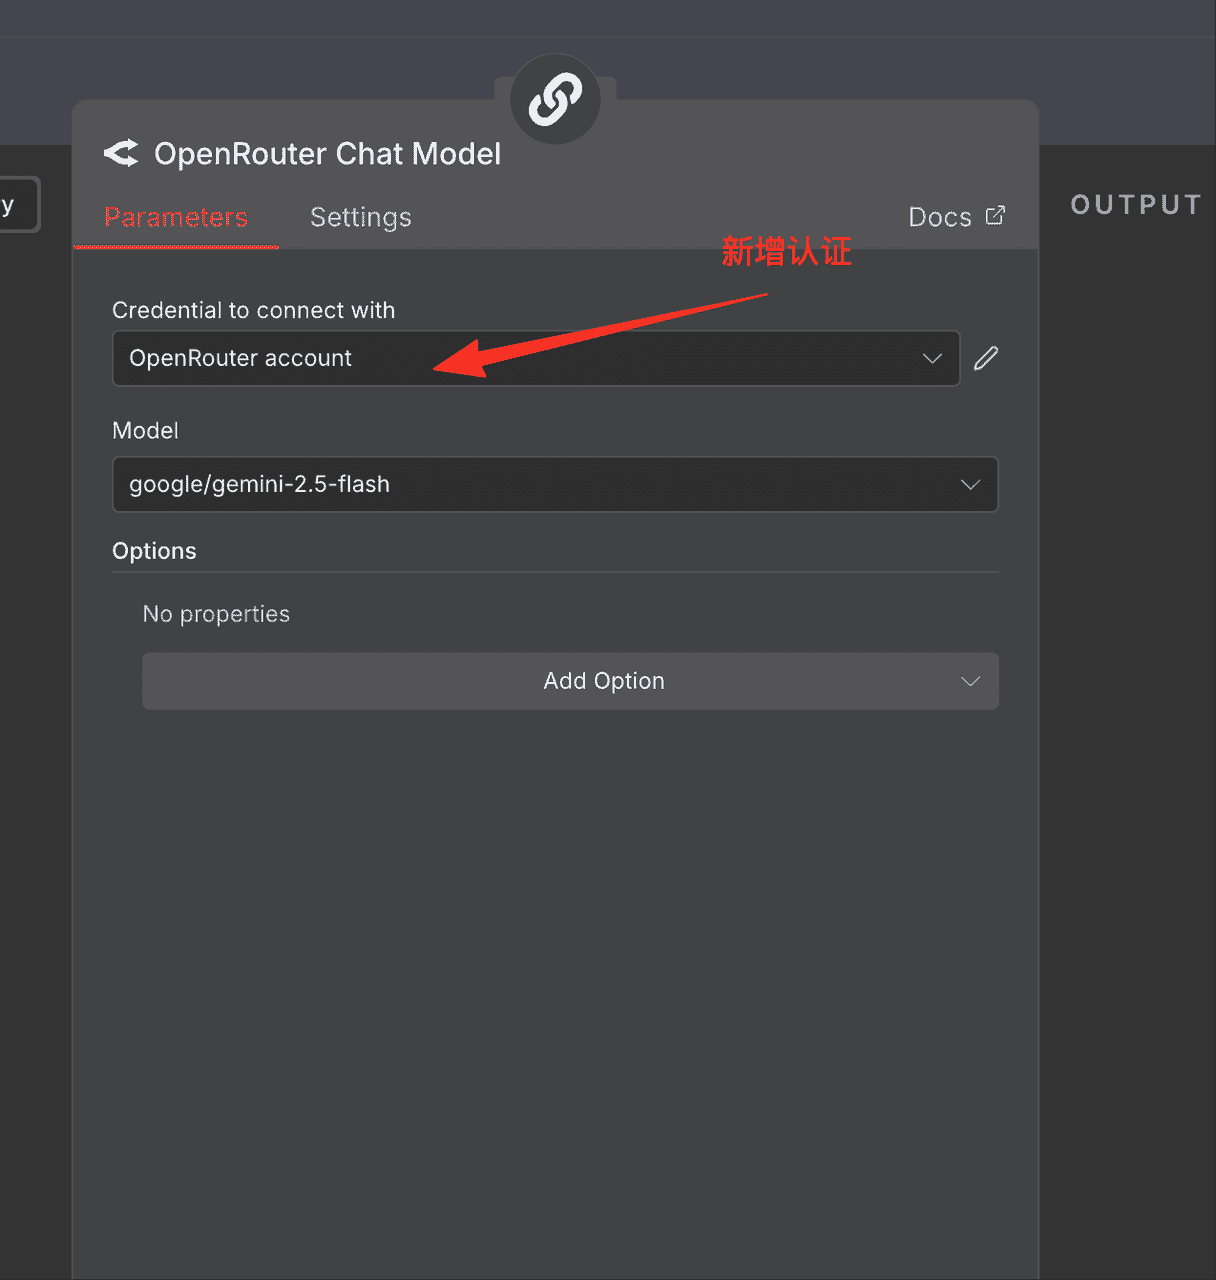 OpenRouter Chat Model
y
Parameters
Settings
Docs
OUTPUT
新增认证
Credential to connect with
OpenRouter account
Model
google/gemini-2.5-flash
Options
No properties
Add Option